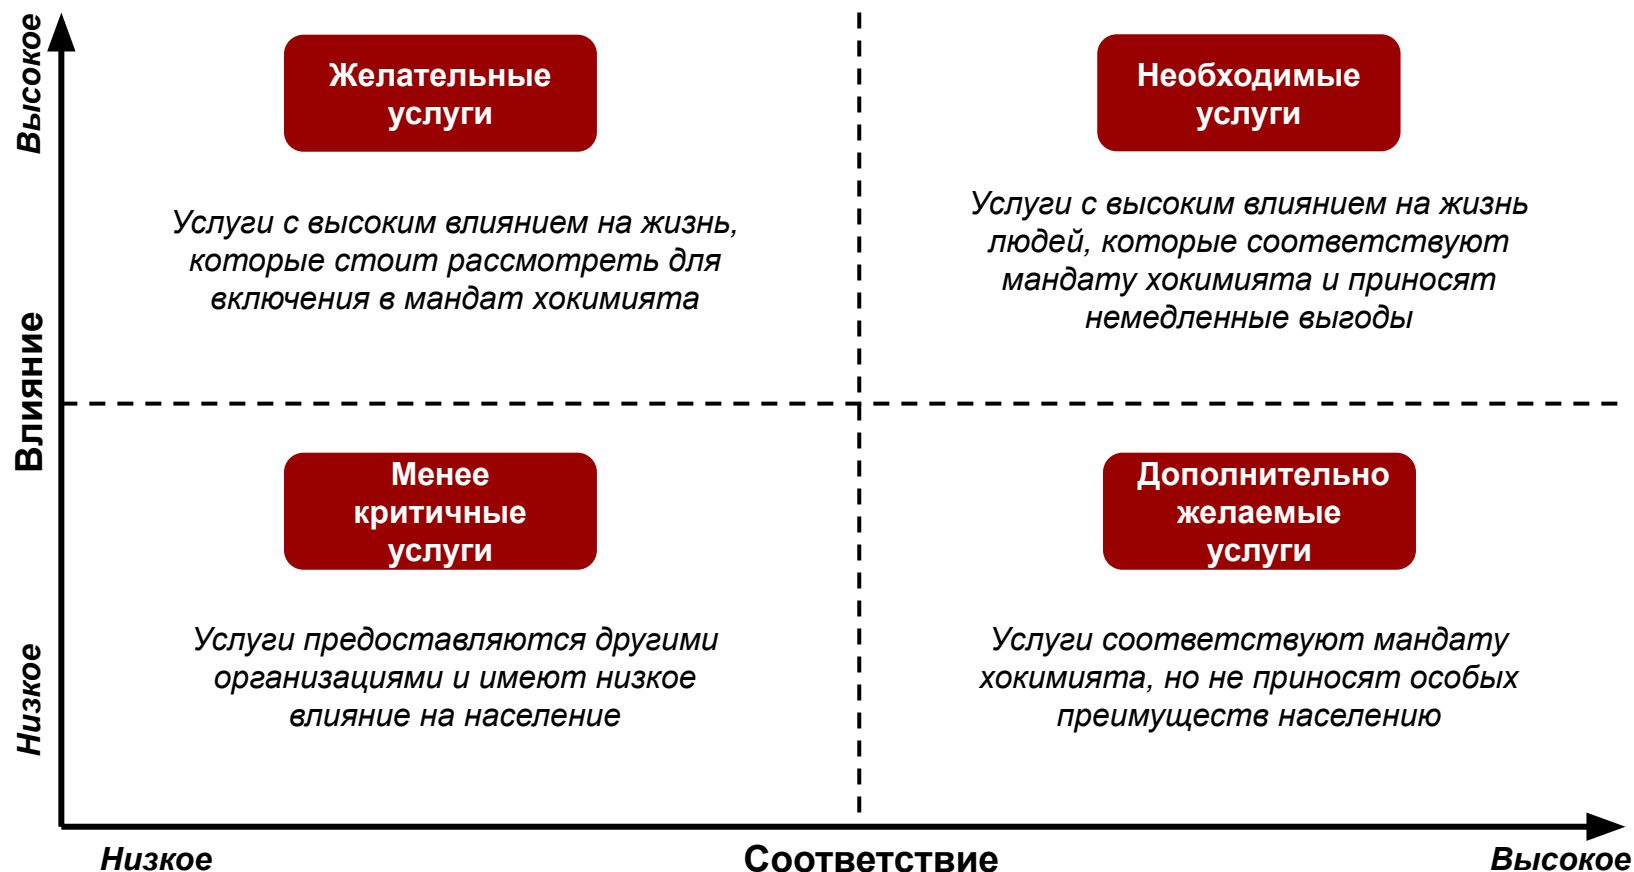 Высокое
Желательные
услуги
Необходимые
услуги
Услуги с высоким влиянием на жизнь,
которые стоит рассмотреть для
включения в мандат хокимията
Услуги с высоким влиянием на жизнь
людей, которые соответствуют
мандату хокимията и приносят
немедленные выгоды
Влияние
Менее
критичные
услуги
Дополнительно
желаемые
услуги
Услуги предоставляются другими
организациями и имеют низкое
влияние на население
Услуги соответствуют мандату
хокимията, но не приносят особых
преимуществ населению
Низкое
Низкое
Соответствие
Высокое